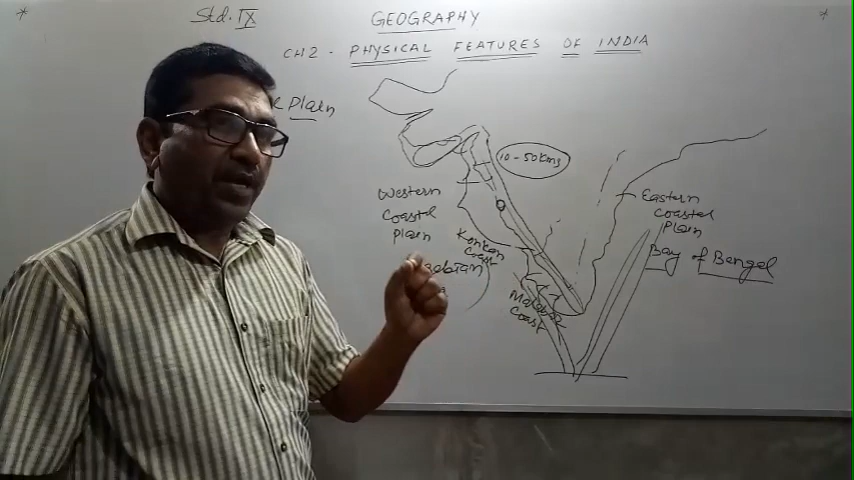 Std. IX
GEOGRAPHY
CH2 - PHYSICAL FEATURES OF INDIA
Plain
10-50kms
Western
Coastal
Plain
Konkan
Coast
Malabar
Coast
Eastern
Coastal
Plain
Bay of Bengal